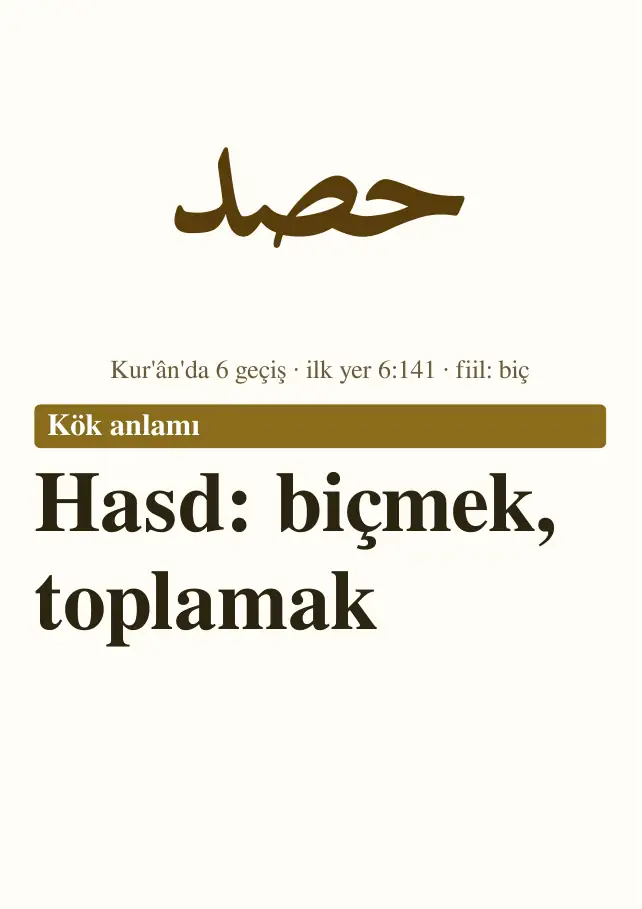 حصد
Kur'ân'da 6 geçiş · ilk yer 6:141 · fiil: biç
Kök anlamı
Hasd: biçmek,
toplamak